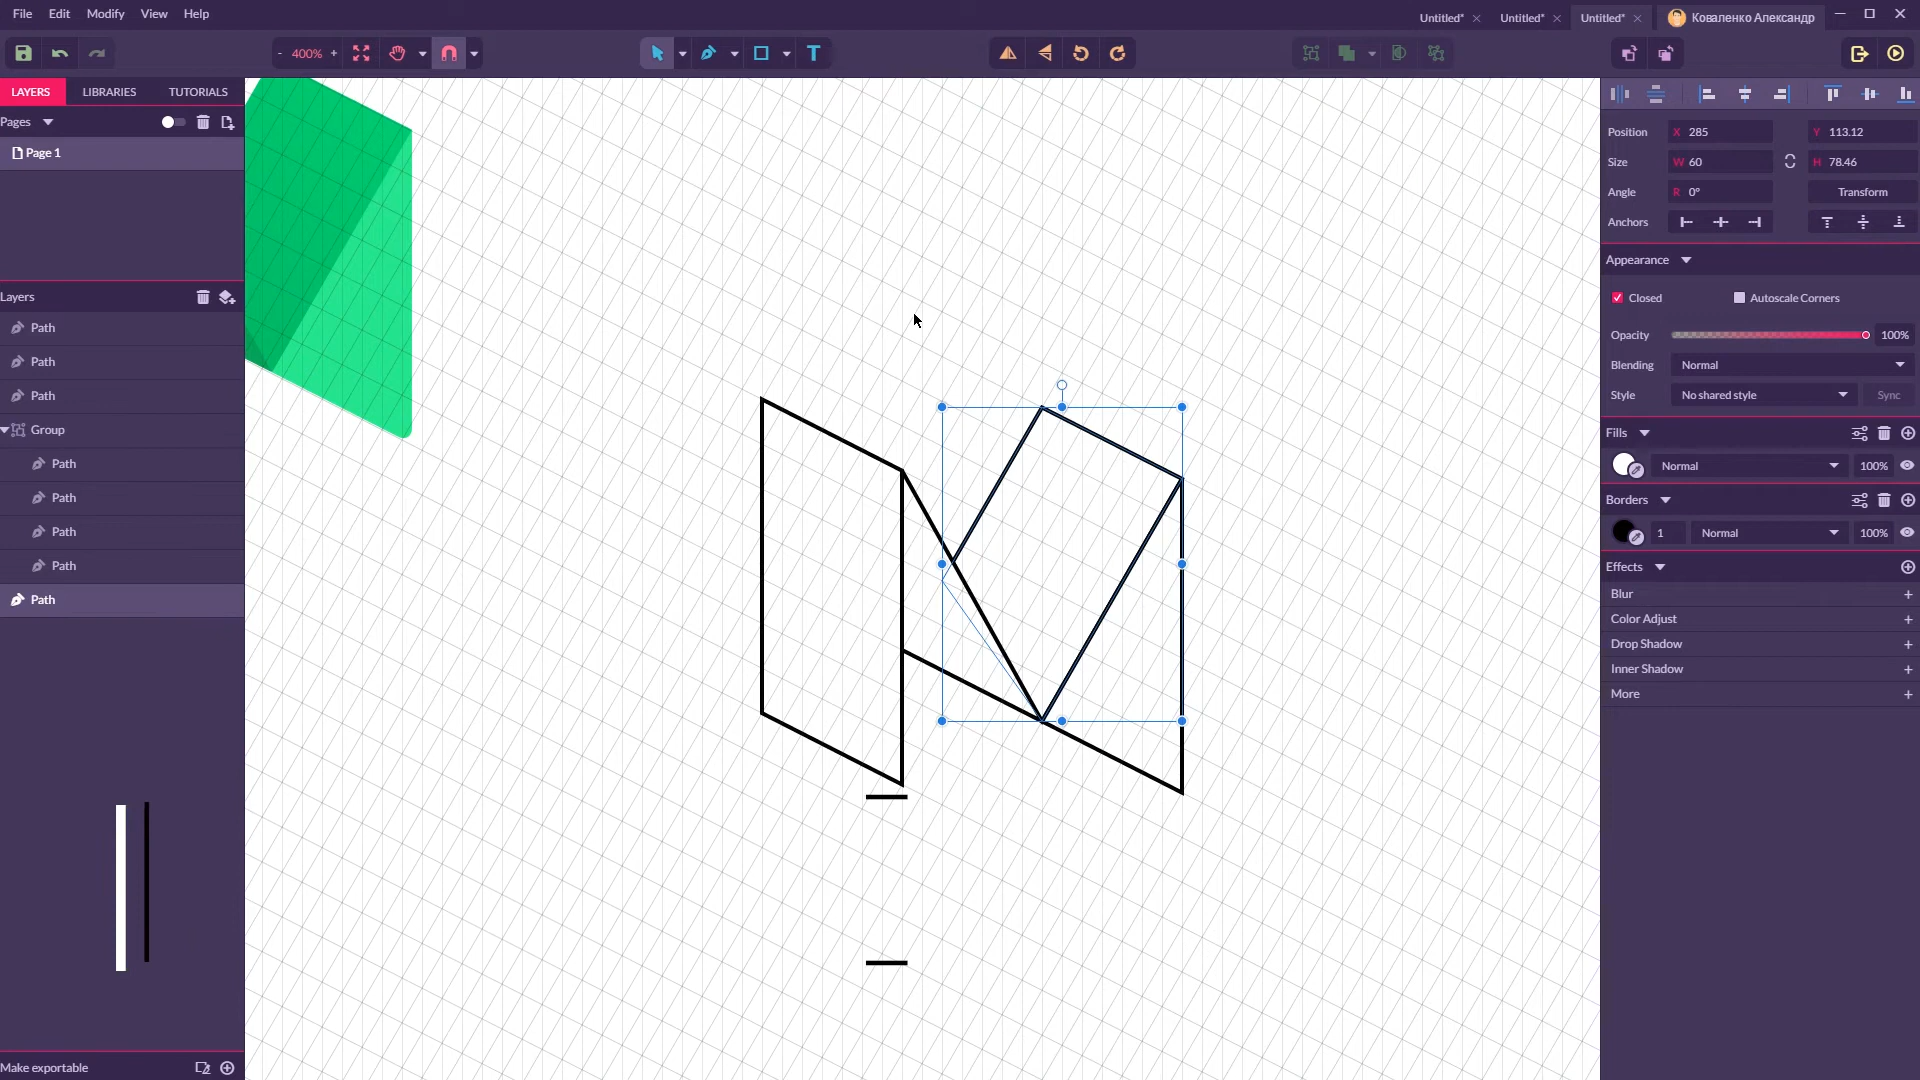 File Edit Modify View Help
Untitled* Untitled* Untitled* Коваленко Александр
- 400% +
LAYERS LIBRARIES TUTORIALS
Pages
Page 1
Layers
Path
Path
Path
Group
Path
Path
Path
Path
Path
Make exportable
Position X 285 Y 113.12
Size W 60 H 78.46
Angle R 0° Transform
Anchors
Appearance
Closed Autoscale Corners
Opacity 100%
Blending Normal
Style No shared style Sync
Fills
Normal 100%
Borders
1 Normal 100%
Effects
Blur +
Color Adjust +
Drop Shadow +
Inner Shadow +
More +